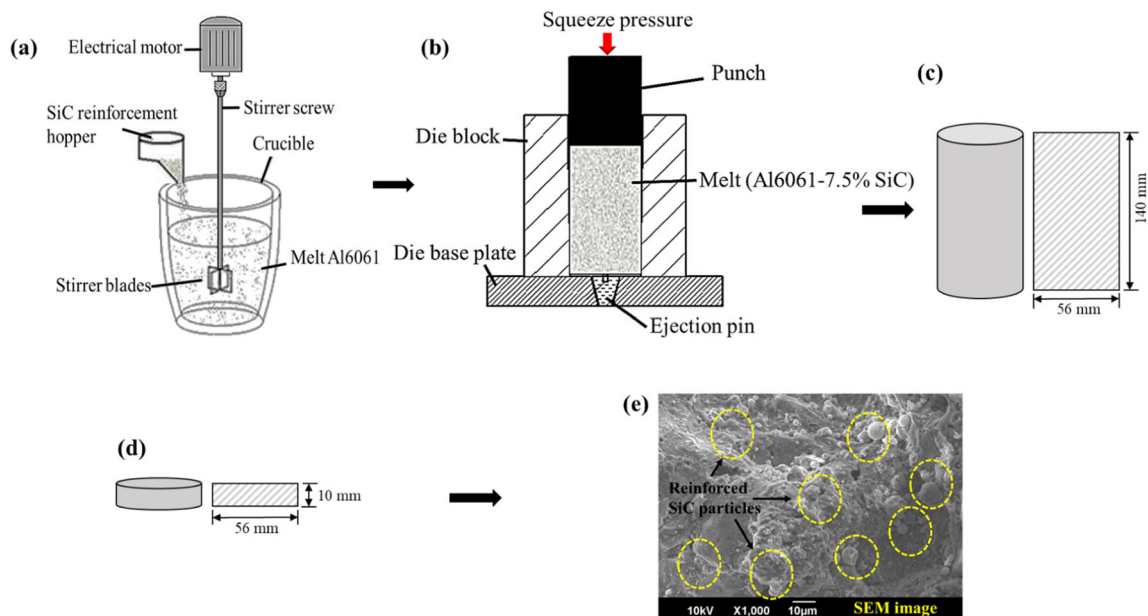 (a)
Electrical motor
SiC reinforcement
hopper
Stirrer screw
Crucible
Melt Al6061
Stirrer blades
(b)
Squeeze pressure
Punch
Die block
Melt (Al6061-7.5% SiC)
Die base plate
Ejection pin
(c)
140 mm
56 mm
(d)
10 mm
56 mm
(e)
Reinforced
SiC particles
10kV X1,000 10μm SEM image